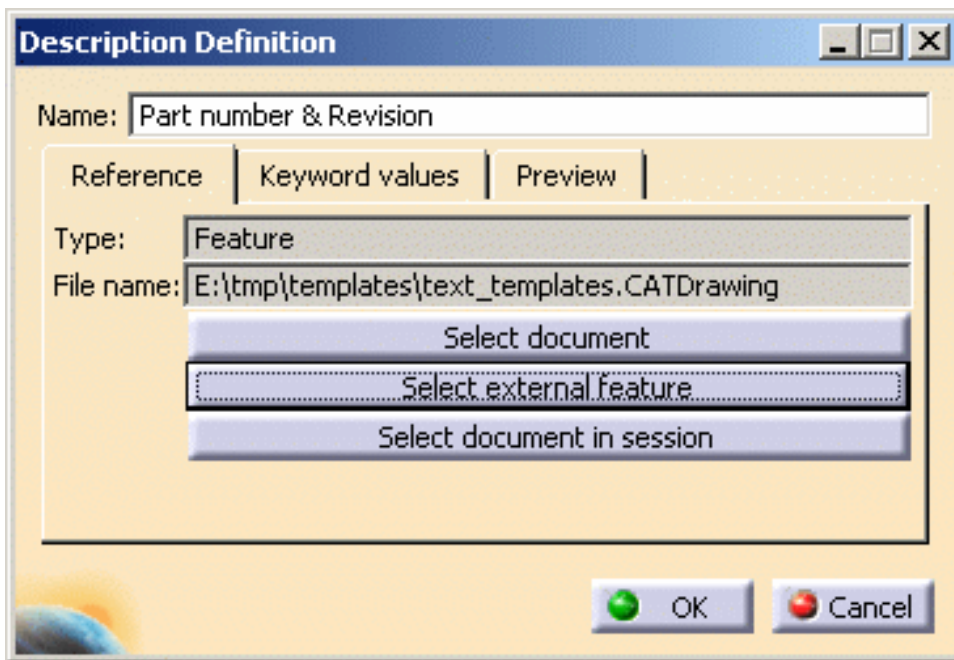 Description Definition
Name: Part number & Revision
Reference Keyword values Preview
Type: Feature
File name: E:\tmp\templates\text_templates.CATDrawing
Select document
Select external feature
Select document in session
OK Cancel